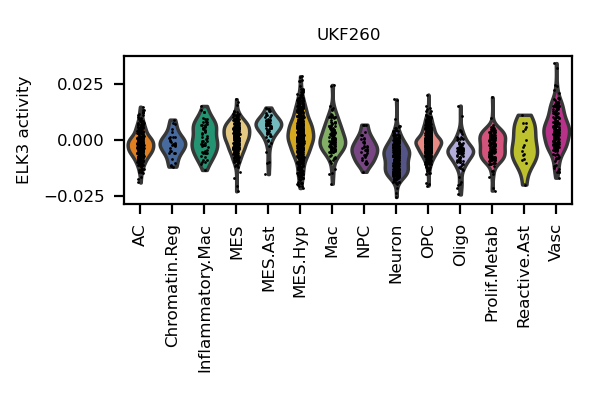 UKF260
ELK3 activity
0.025
0.000
−0.025
AC
Chromatin.Reg
Inflammatory.Mac
MES
MES.Ast
MES.Hyp
Mac
NPC
Neuron
OPC
Oligo
Prolif.Metab
Reactive.Ast
Vasc